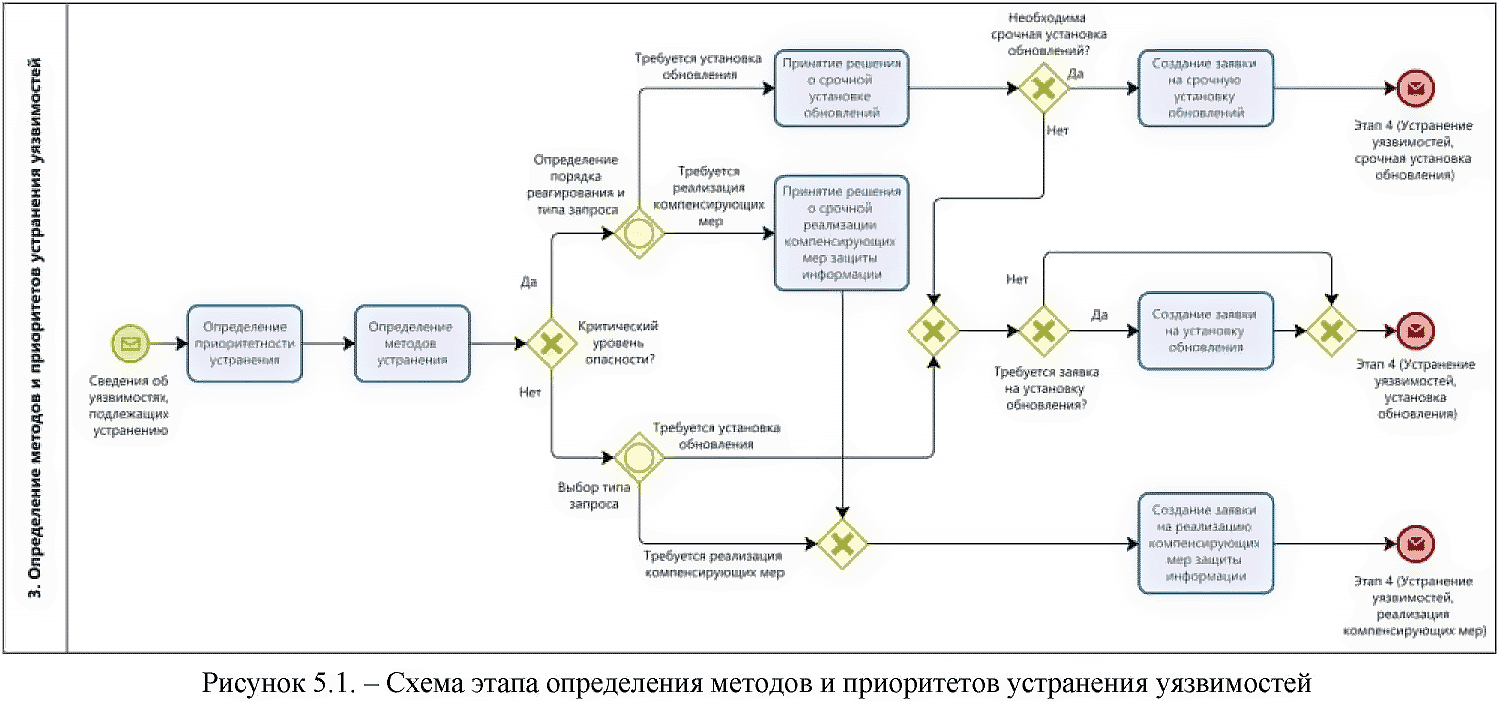 3. Определение методов и приоритетов устранения уязвимостей
Сведения об
уязвимостях,
подлежащих
устранению
Определение
приоритетности
устранения
Определение
методов
устранения
Критический
уровень
опасности?
Да
Нет
Определение
порядка
реагирования и
типа запроса
Требуется установка
обновления
Принятие решения
о срочной
установке
обновлений
Необходима
срочная установка
обновлений?
Да
Нет
Создание заявки
на срочную
установку
обновлений
Этап 4 (Устранение
уязвимостей,
срочная установка
обновления)
Требуется
реализация
компенсирующих
мер
Принятие решения
о срочной
реализации
компенсирующих
мер защиты
информации
Выбор типа
запроса
Требуется установка
обновления
Требуется реализация
компенсирующих мер
Требуется заявка
на установку
обновления?
Нет
Да
Создание заявки
на установку
обновления
Этап 4 (Устранение
уязвимостей,
установка
обновления)
Создание заявки
на реализацию
компенсирующих
мер защиты
информации
Этап 4 (Устранение
уязвимостей,
реализация
компенсирующих мер)
Рисунок 5.1. – Схема этапа определения методов и приоритетов устранения уязвимостей